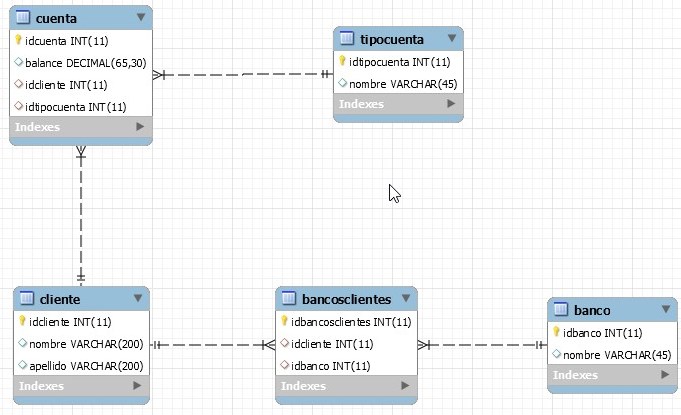 cuenta
idcuenta INT(11)
balance DECIMAL(65,30)
idcliente INT(11)
idtipocuenta INT(11)
Indexes
tipocuenta
idtipocuenta INT(11)
nombre VARCHAR(45)
Indexes
cliente
idcliente INT(11)
nombre VARCHAR(200)
apellido VARCHAR(200)
Indexes
bancosclientes
idbancosclientes INT(11)
idcliente INT(11)
idbanco INT(11)
Indexes
banco
idbanco INT(11)
nombre VARCHAR(45)
Indexes